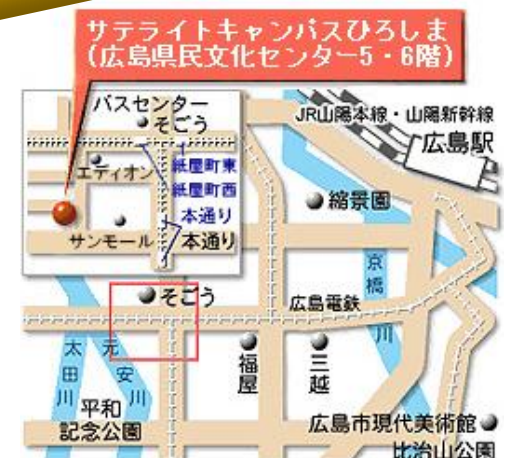 サテライトキャンパスひろしま
(広島県民文化センター5・6階)
バスセンター
そごう
紙屋町東
エディオン
紙屋町西
本通り
サンモール
本通り
JR山陽本線・山陽新幹線
広島駅
縮景園
京橋川
そごう
広島電鉄
太田川
元安川
福屋
三越
平和
記念公園
広島市現代美術館
比治山公園